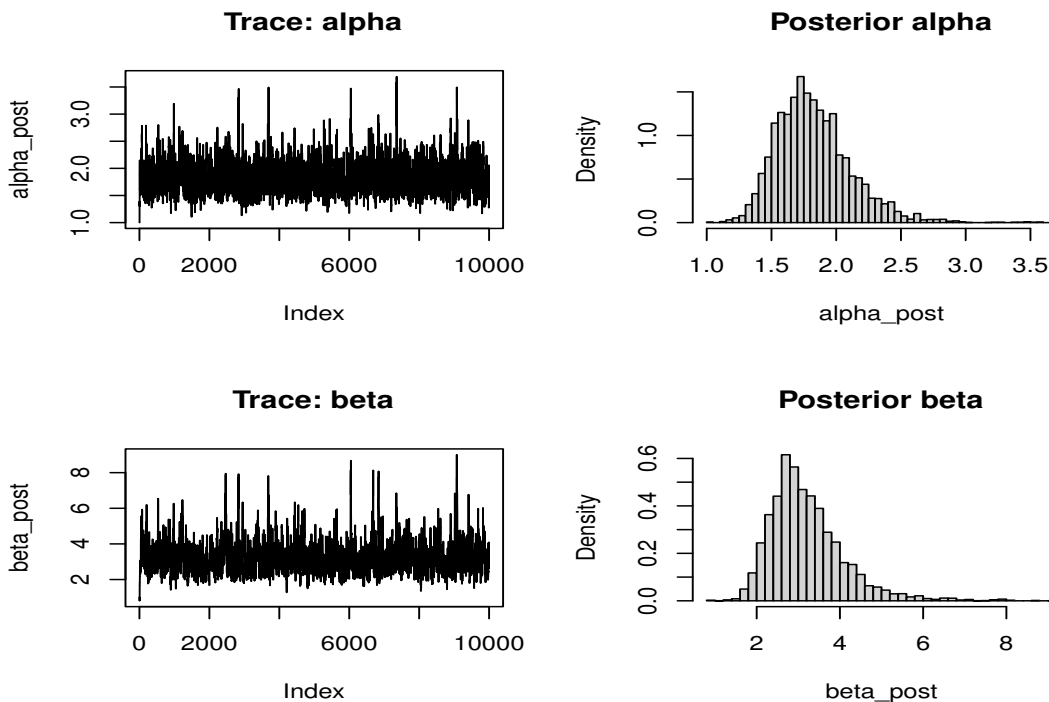 Trace: alpha
alpha_post
1.0 2.0 3.0
0 2000 6000 10000
Index
Posterior alpha
Density
0.0 1.0
1.0 1.5 2.0 2.5 3.0 3.5
alpha_post
Trace: beta
beta_post
2 4 6 8
0 2000 6000 10000
Index
Posterior beta
Density
0.0 0.2 0.4 0.6
2 4 6 8
beta_post